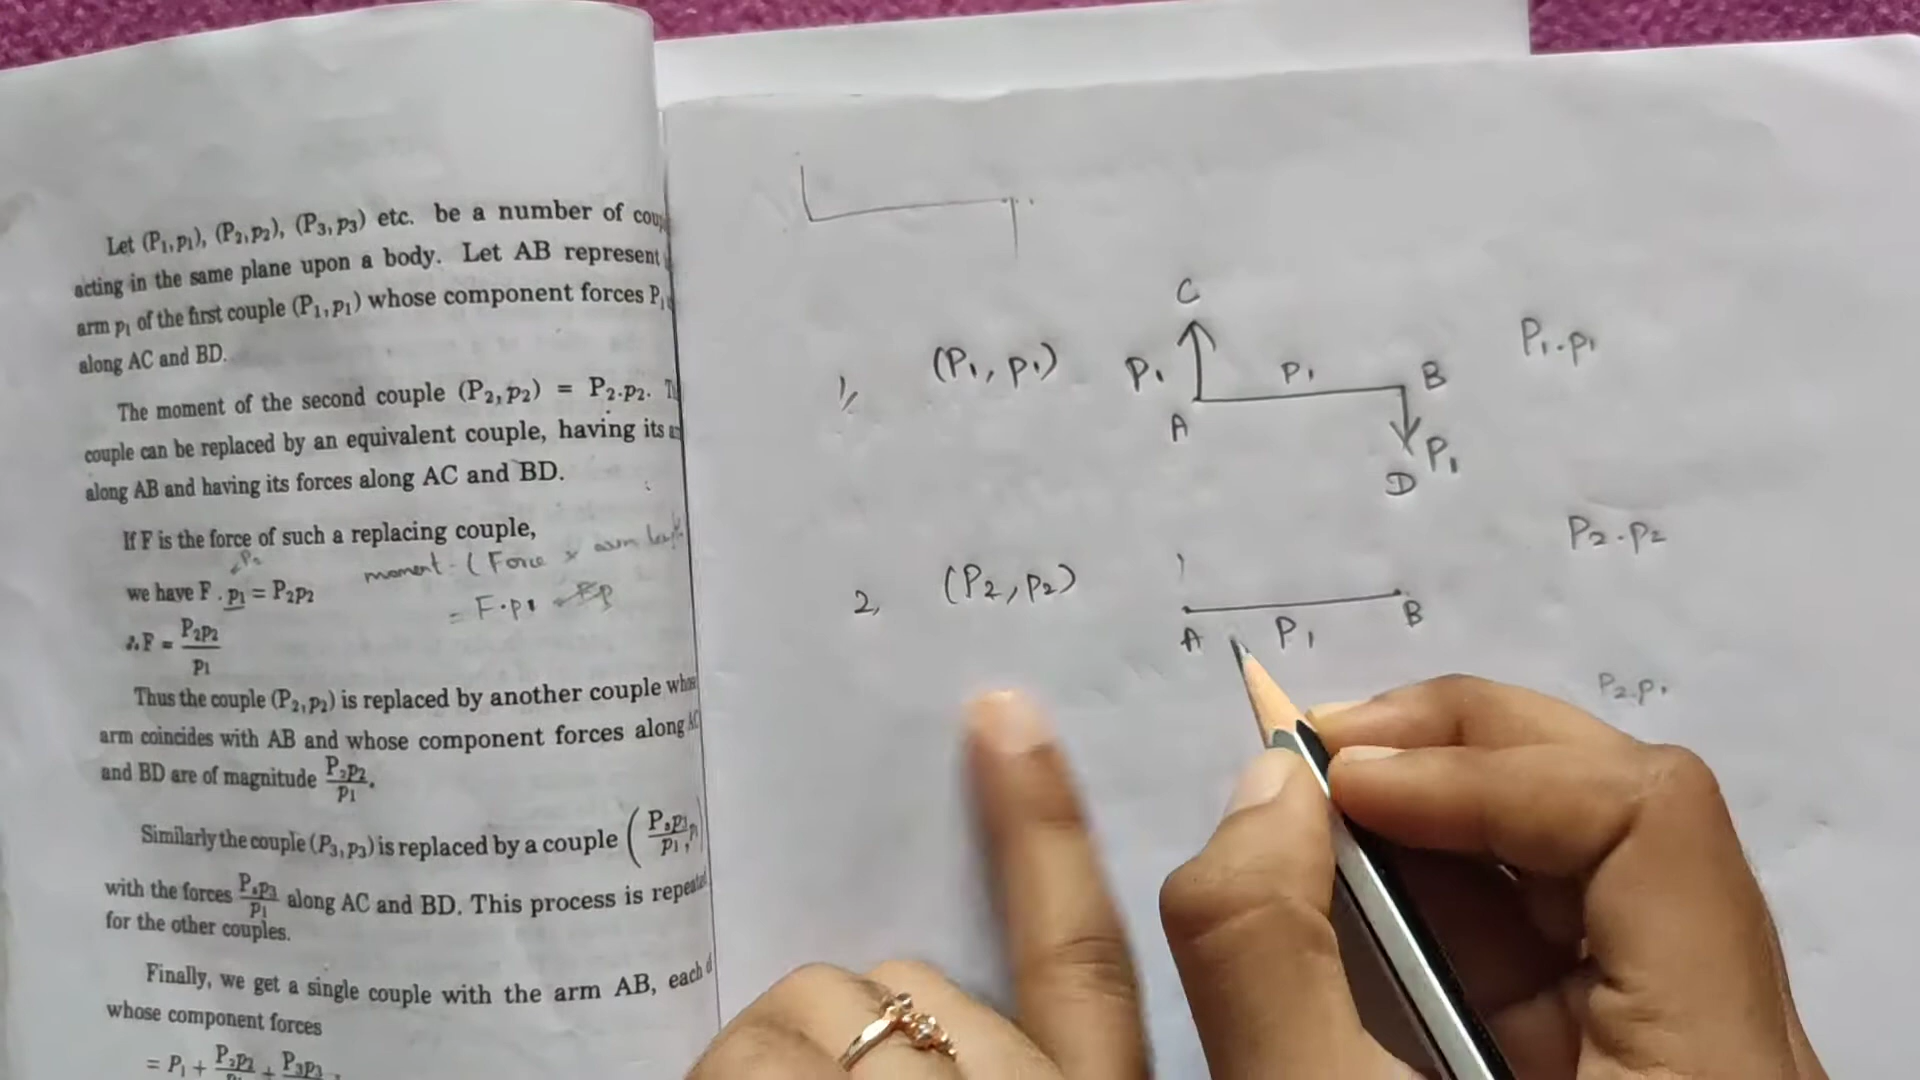 Let (P₁,p₁), (P₂,p₂), (P₃,p₃) etc. be a number of
acting in the same plane upon a body. Let AB represent
arm p₁ of the first couple (P₁,p₁) whose component forces P₁
along AC and BD.
The moment of the second couple (P₂,p₂) = P₂.p₂.
couple can be replaced by an equivalent couple, having its
along AB and having its forces along AC and BD.
If F is the force of such a replacing couple,
moment - (Force × arm
we have F . p₁ = P₂p₂
= F.p₁
∴F = P₂p₂/p₁
Thus the couple (P₂,p₂) is replaced by another couple
arm coincides with AB and whose component forces along AC
and BD are of magnitude P₂p₂/p₁.
Similarly the couple (P₃,p₃) is replaced by a couple (P₃p₃/p₁,
with the forces P₃p₃/p₁ along AC and BD. This process is
for the other couples.
Finally, we get a single couple with the arm AB, each
whose component forces
= P₁ + P₂p₂ + P₃p₃
C
1, (P₁, p₁) P₁ p₁ B P₁.p₁
A P₁
D
P₂.p₂
2, (P₂, p₂)
A P₁ B
P₂.p₁